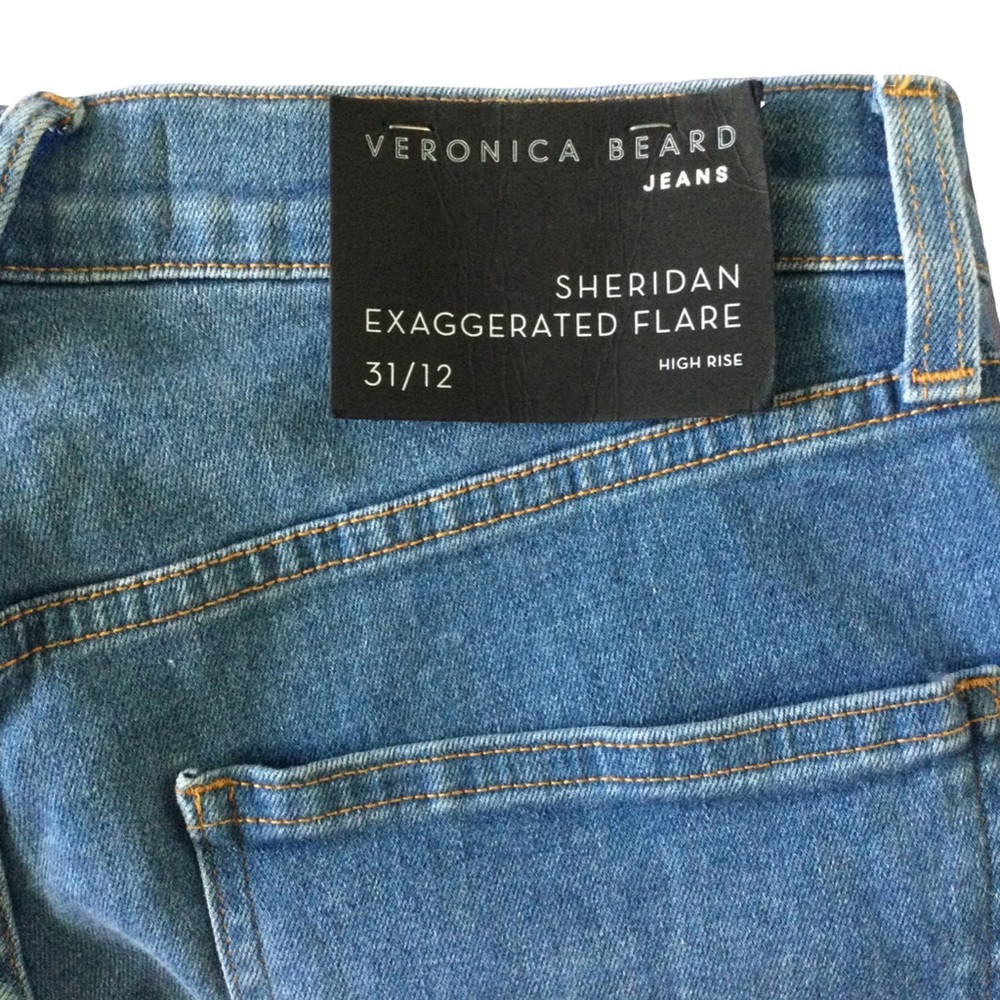 VERONICA BEARD
JEANS
SHERIDAN
EXAGGERATED FLARE
31/12
HIGH RISE